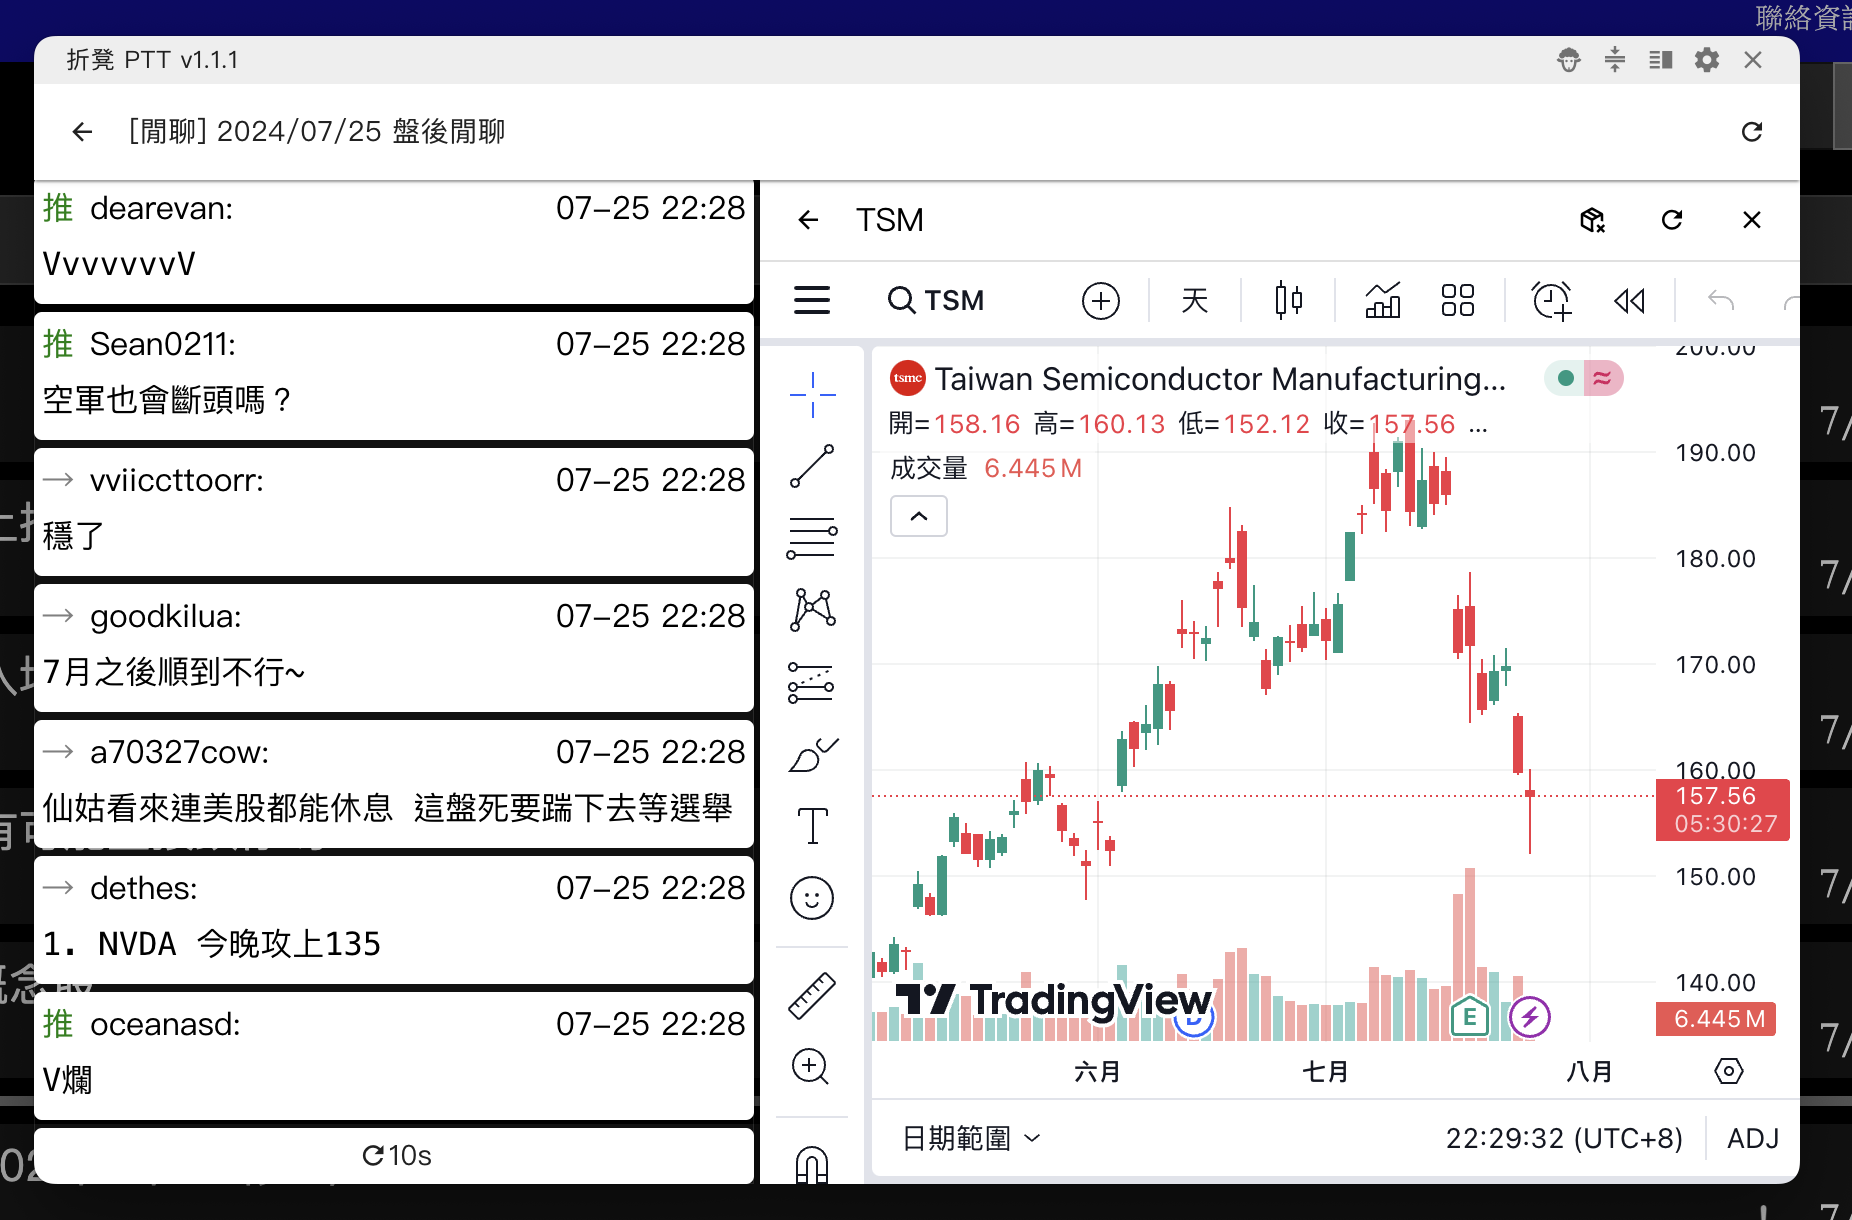 聯絡資
折凳 PTT v1.1.1
[閒聊] 2024/07/25 盤後閒聊
推 dearevan: 07-25 22:28
VvvvvvvV
推 Sean0211: 07-25 22:28
空軍也會斷頭嗎？
→ vviiccttoorr: 07-25 22:28
穩了
→ goodkilua: 07-25 22:28
7月之後順到不行~
→ a70327cow: 07-25 22:28
仙姑看來連美股都能休息 這盤死要踹下去等選舉
→ dethes: 07-25 22:28
1. NVDA 今晚攻上135
推 oceanasd: 07-25 22:28
V爛
10s
TSM
TSM
天
tsmc Taiwan Semiconductor Manufacturing...
開=158.16 高=160.13 低=152.12 收=157.56 ...
成交量 6.445M
200.00
190.00
180.00
170.00
160.00
157.56
05:30:27
150.00
140.00
6.445M
TradingView
D
E
六月 七月 八月
日期範圍
22:29:32 (UTC+8)
ADJ
7/
7/
7/
7/
7/
7/